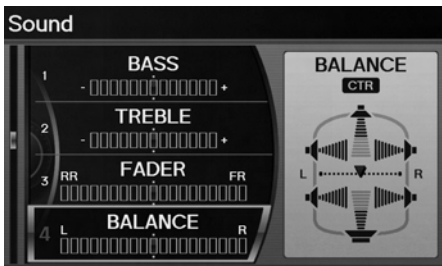 Sound
1 BASS
- +
2 TREBLE
- +
3 RR FADER FR
4 L BALANCE R
BALANCE
CTR
L R